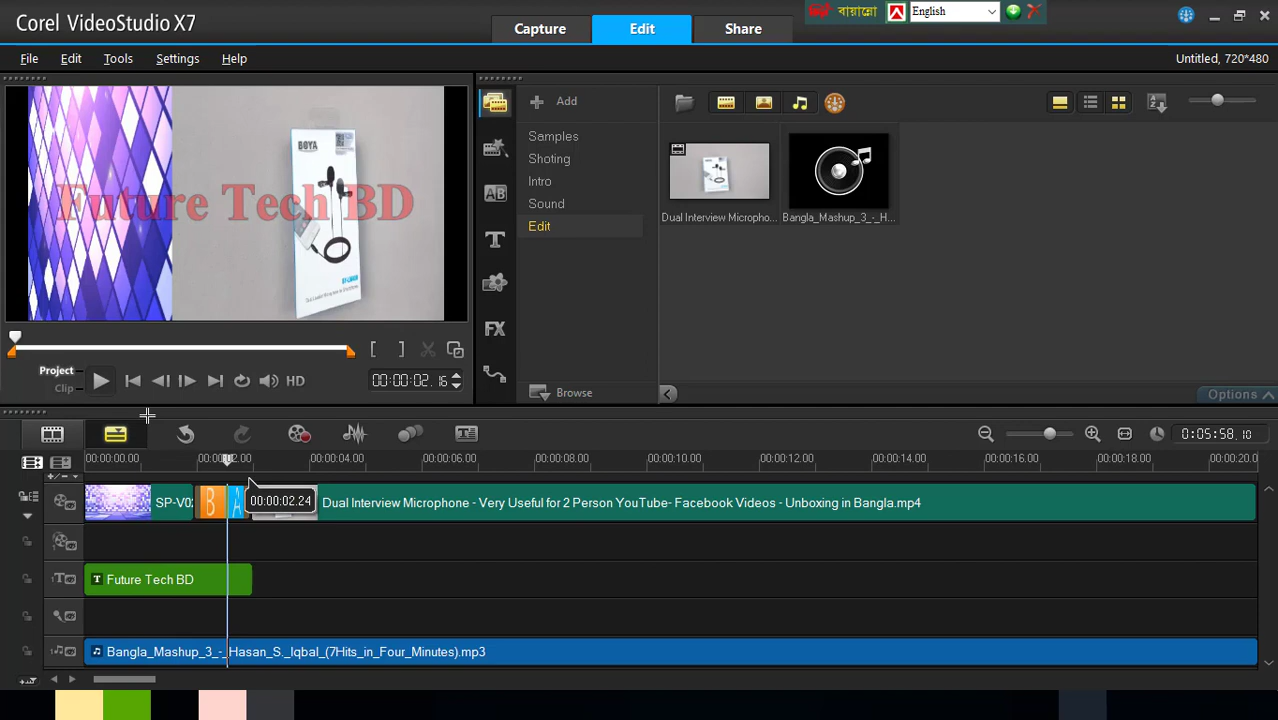 Corel VideoStudio X7
Capture
Edit
Share
বায়ান্নো
English
File
Edit
Tools
Settings
Help
Untitled, 720*480
BOYA
Future Tech BD
Add
Samples
Shoting
Intro
Sound
Edit
Browse
Dual Interview Micropho...
Bangla_Mashup_3_-_H...
Options
Project
Clip
HD
00:00:02.16
0:05:58.10
00:00:00.00
00:00:02.00
00:00:04.00
00:00:06.00
00:00:08.00
00:00:10.00
00:00:12.00
00:00:14.00
00:00:16.00
00:00:18.00
00:00:20.0
SP-V02
B
A
00:00:02.24
Dual Interview Microphone - Very Useful for 2 Person YouTube- Facebook Videos - Unboxing in Bangla.mp4
Future Tech BD
Bangla_Mashup_3_-_Hasan_S._Iqbal_(7Hits_in_Four_Minutes).mp3